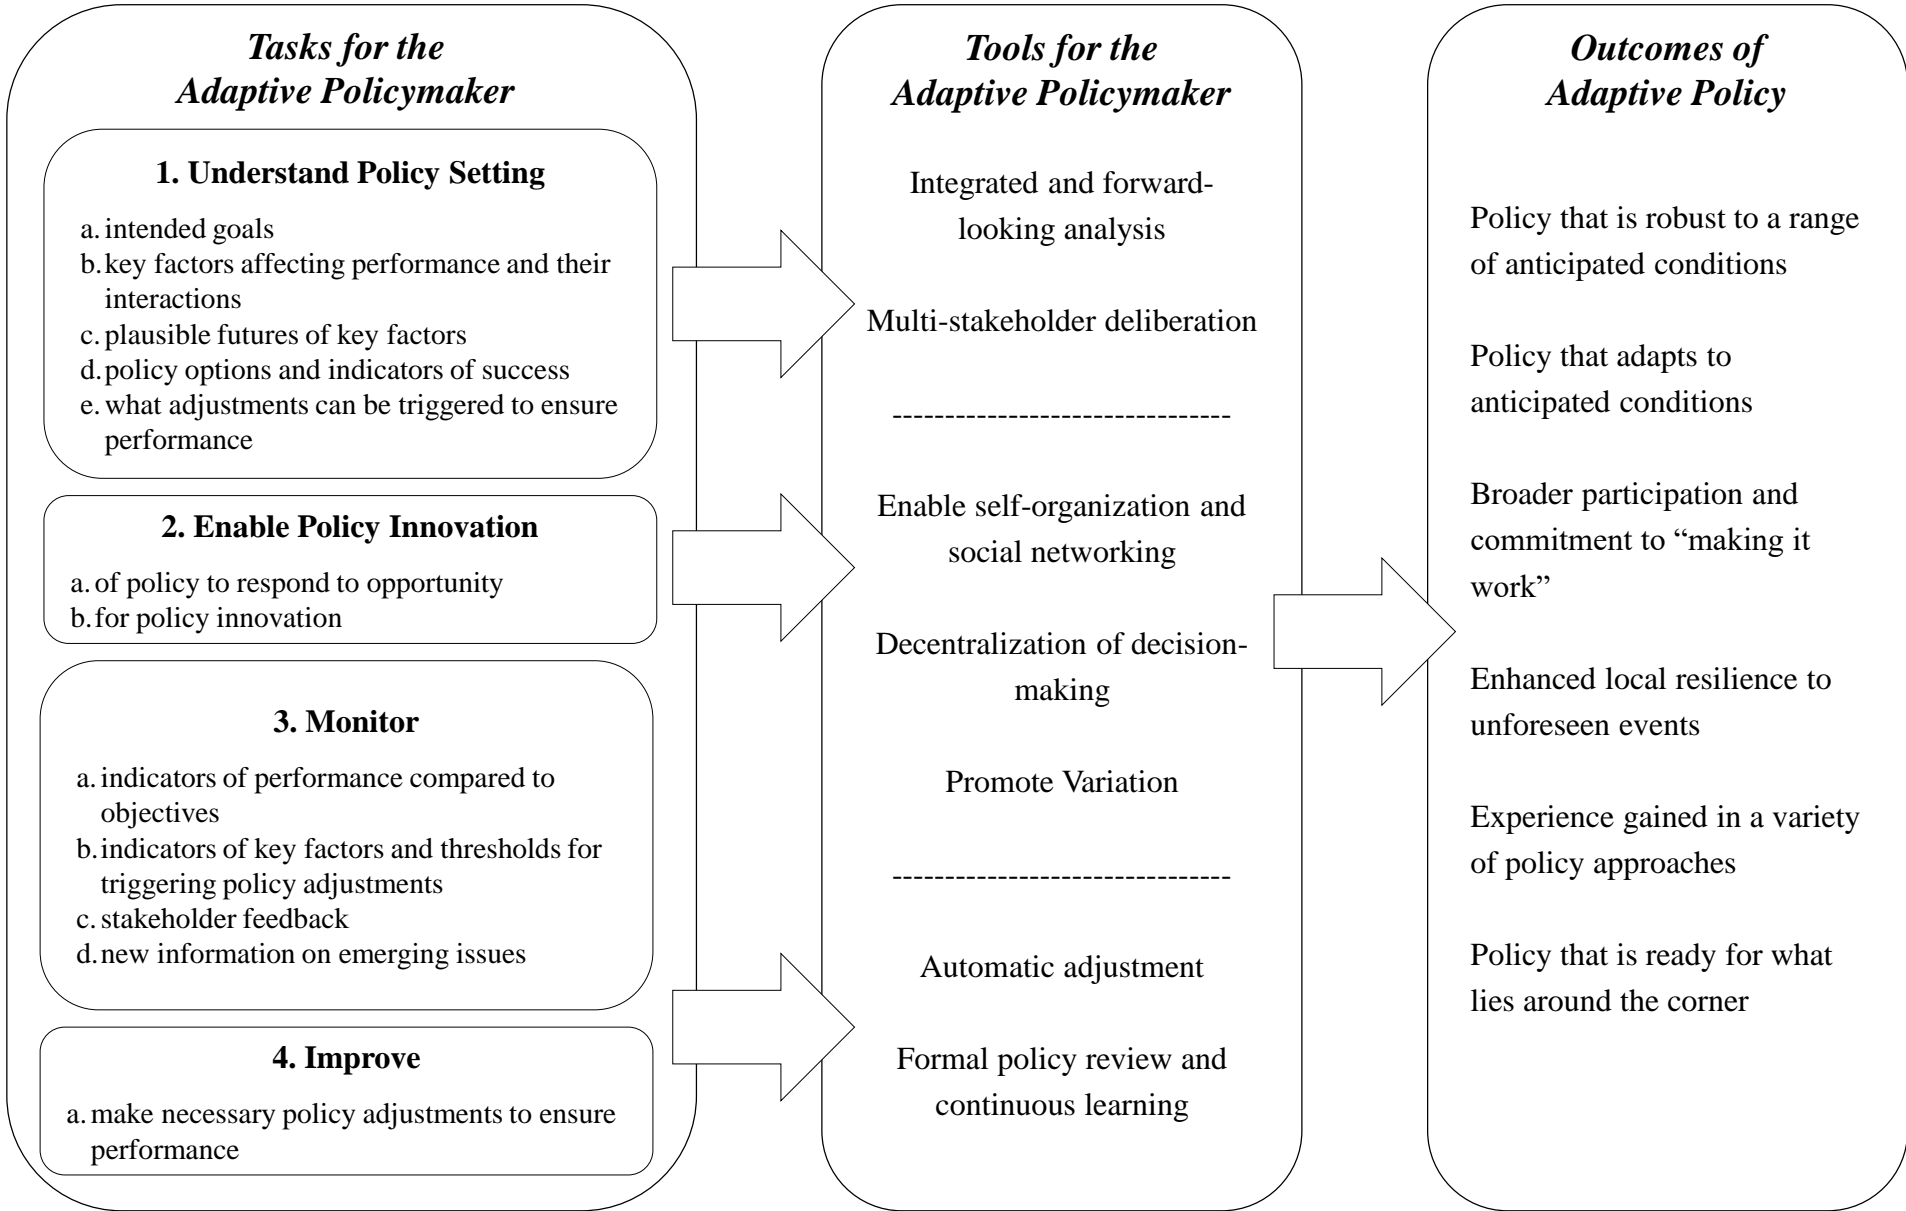 Tasks for the
Adaptive Policymaker
1. Understand Policy Setting
a. intended goals
b. key factors affecting performance and their
interactions
c. plausible futures of key factors
d. policy options and indicators of success
e. what adjustments can be triggered to ensure
performance
2. Enable Policy Innovation
a. of policy to respond to opportunity
b. for policy innovation
3. Monitor
a. indicators of performance compared to
objectives
b. indicators of key factors and thresholds for
triggering policy adjustments
c. stakeholder feedback
d. new information on emerging issues
4. Improve
a. make necessary policy adjustments to ensure
performance
Tools for the
Adaptive Policymaker
Integrated and forward-
looking analysis
Multi-stakeholder deliberation
--------------------------------
Enable self-organization and
social networking
Decentralization of decision-
making
Promote Variation
--------------------------------
Automatic adjustment
Formal policy review and
continuous learning
Outcomes of
Adaptive Policy
Policy that is robust to a range
of anticipated conditions
Policy that adapts to
anticipated conditions
Broader participation and
commitment to “making it
work”
Enhanced local resilience to
unforeseen events
Experience gained in a variety
of policy approaches
Policy that is ready for what
lies around the corner